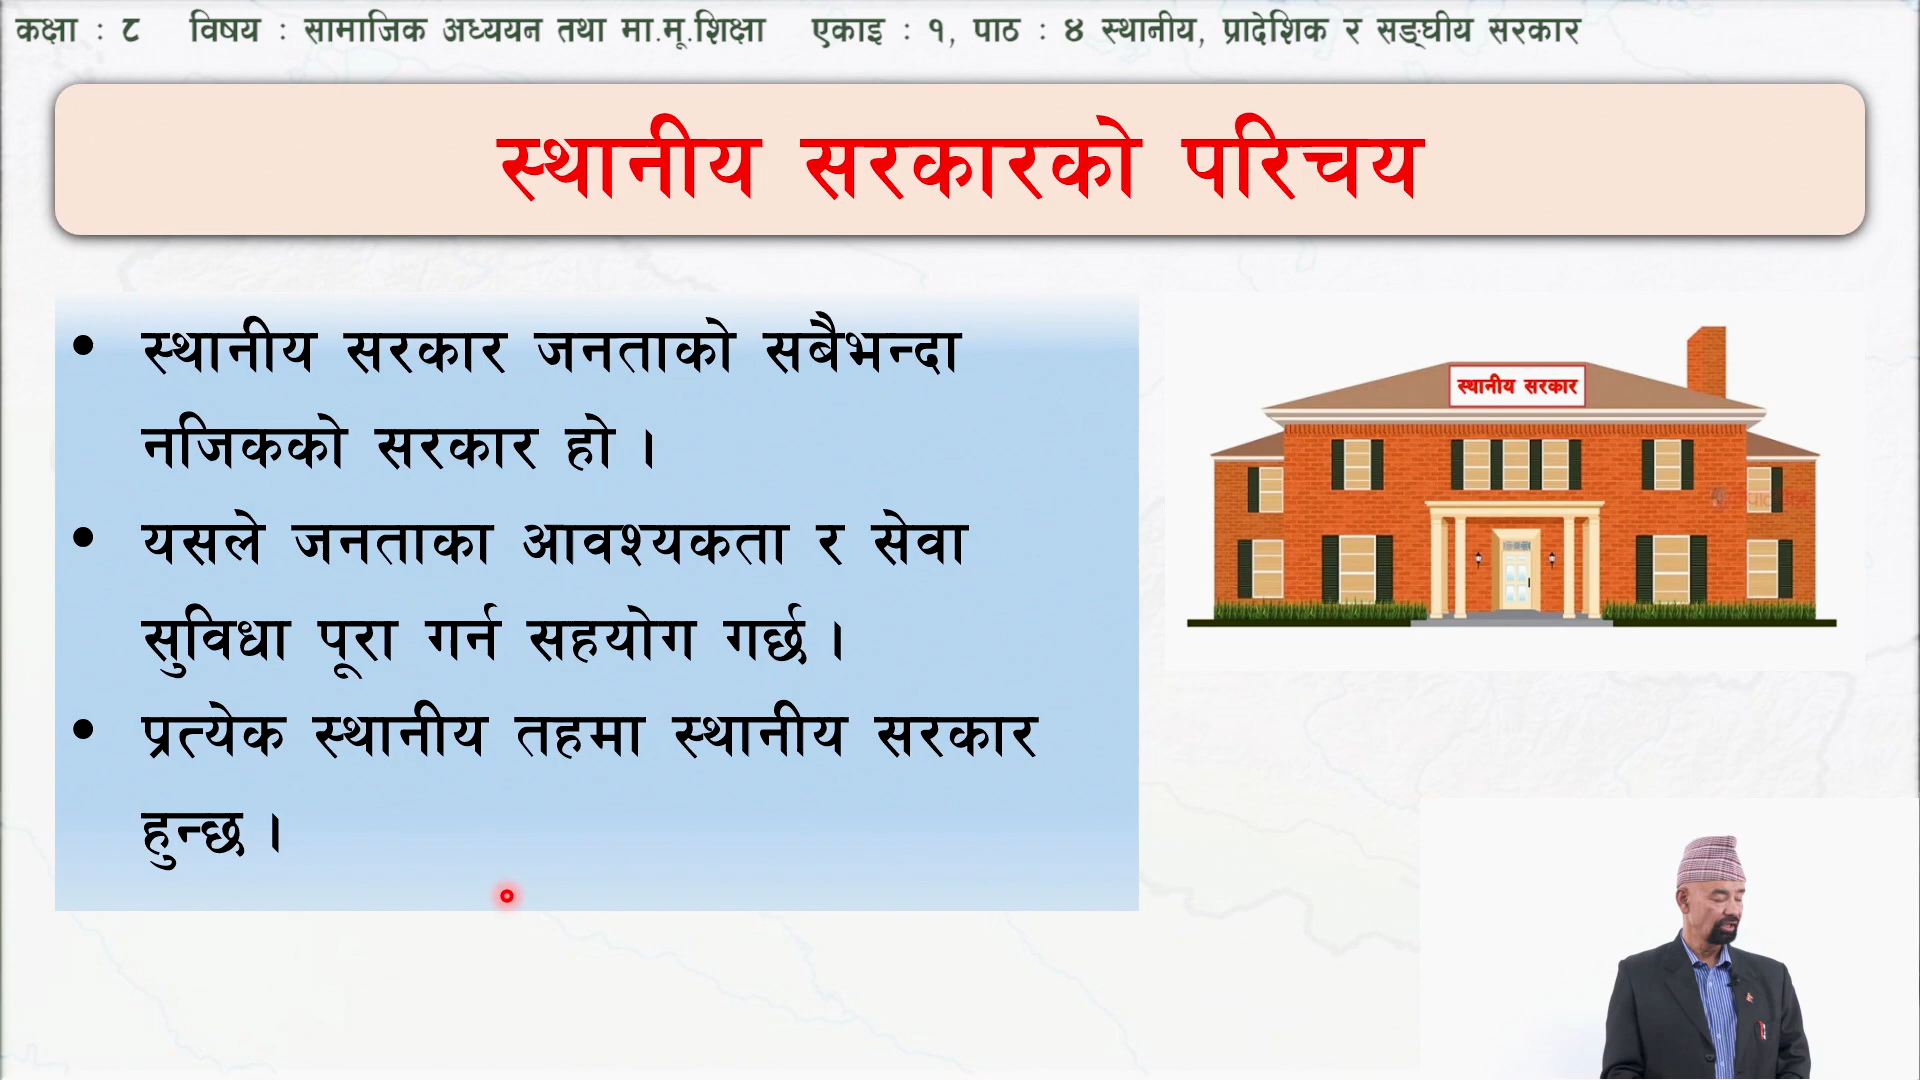 कक्षा : ८ विषय : सामाजिक अध्ययन तथा मा.मू.शिक्षा एकाइ : १, पाठ : ४ स्थानीय, प्रादेशिक र सङ्घीय सरकार
स्थानीय सरकारको परिचय
• स्थानीय सरकार जनताको सबैभन्दा
नजिकको सरकार हो ।
• यसले जनताका आवश्यकता र सेवा
सुविधा पूरा गर्न सहयोग गर्छ ।
• प्रत्येक स्थानीय तहमा स्थानीय सरकार
हुन्छ ।
स्थानीय सरकार